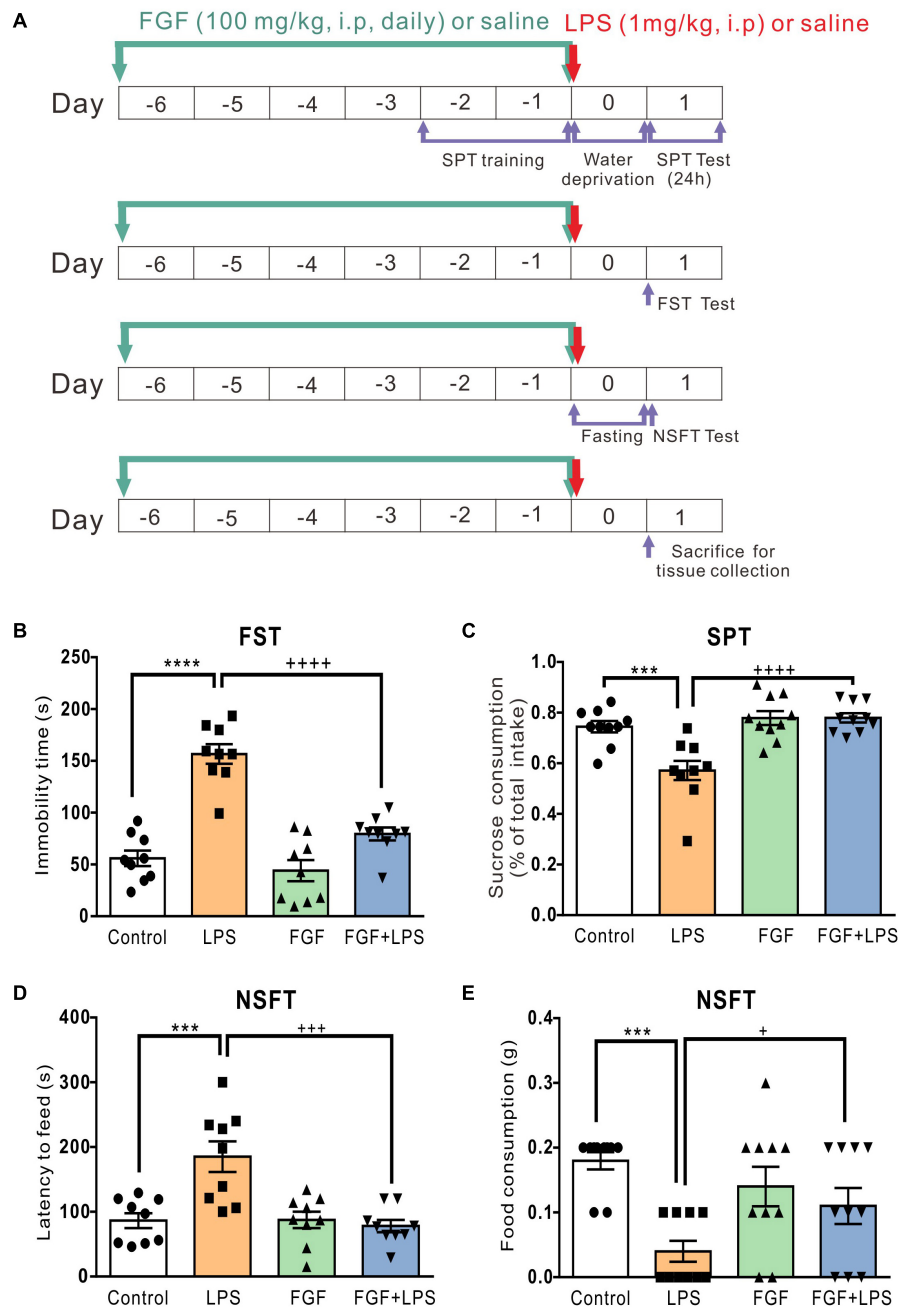 A
FGF (100 mg/kg, i.p, daily) or saline LPS (1mg/kg, i.p) or saline
Day -6 -5 -4 -3 -2 -1 0 1
SPT training Water deprivation SPT Test (24h)
Day -6 -5 -4 -3 -2 -1 0 1
FST Test
Day -6 -5 -4 -3 -2 -1 0 1
Fasting NSFT Test
Day -6 -5 -4 -3 -2 -1 0 1
Sacrifice for
tissue collection
B
FST
Immobility time (s)
250
200
150
100
50
0
**** ++++
Control LPS FGF FGF+LPS
C
SPT
Sucrose consumption
(% of total intake)
1.0
0.8
0.6
0.4
0.2
0.0
*** ++++
Control LPS FGF FGF+LPS
D
NSFT
Latency to feed (s)
400
300
200
100
0
*** +++
Control LPS FGF FGF+LPS
E
NSFT
Food consumption (g)
0.4
0.3
0.2
0.1
0.0
*** +
Control LPS FGF FGF+LPS